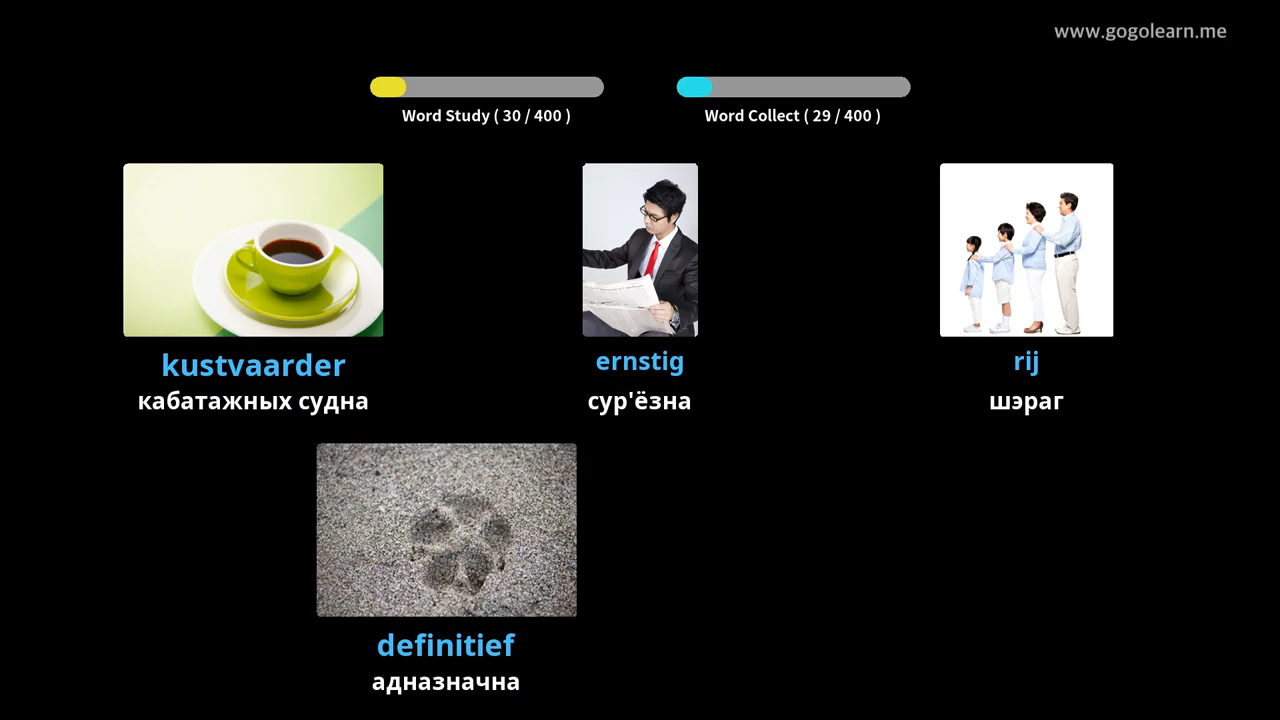 www.gogolearn.me
Word Study ( 30 / 400 )
Word Collect ( 29 / 400 )
kustvaarder
кабатажных судна
ernstig
сур'ёзна
rij
шэраг
definitief
адназначна